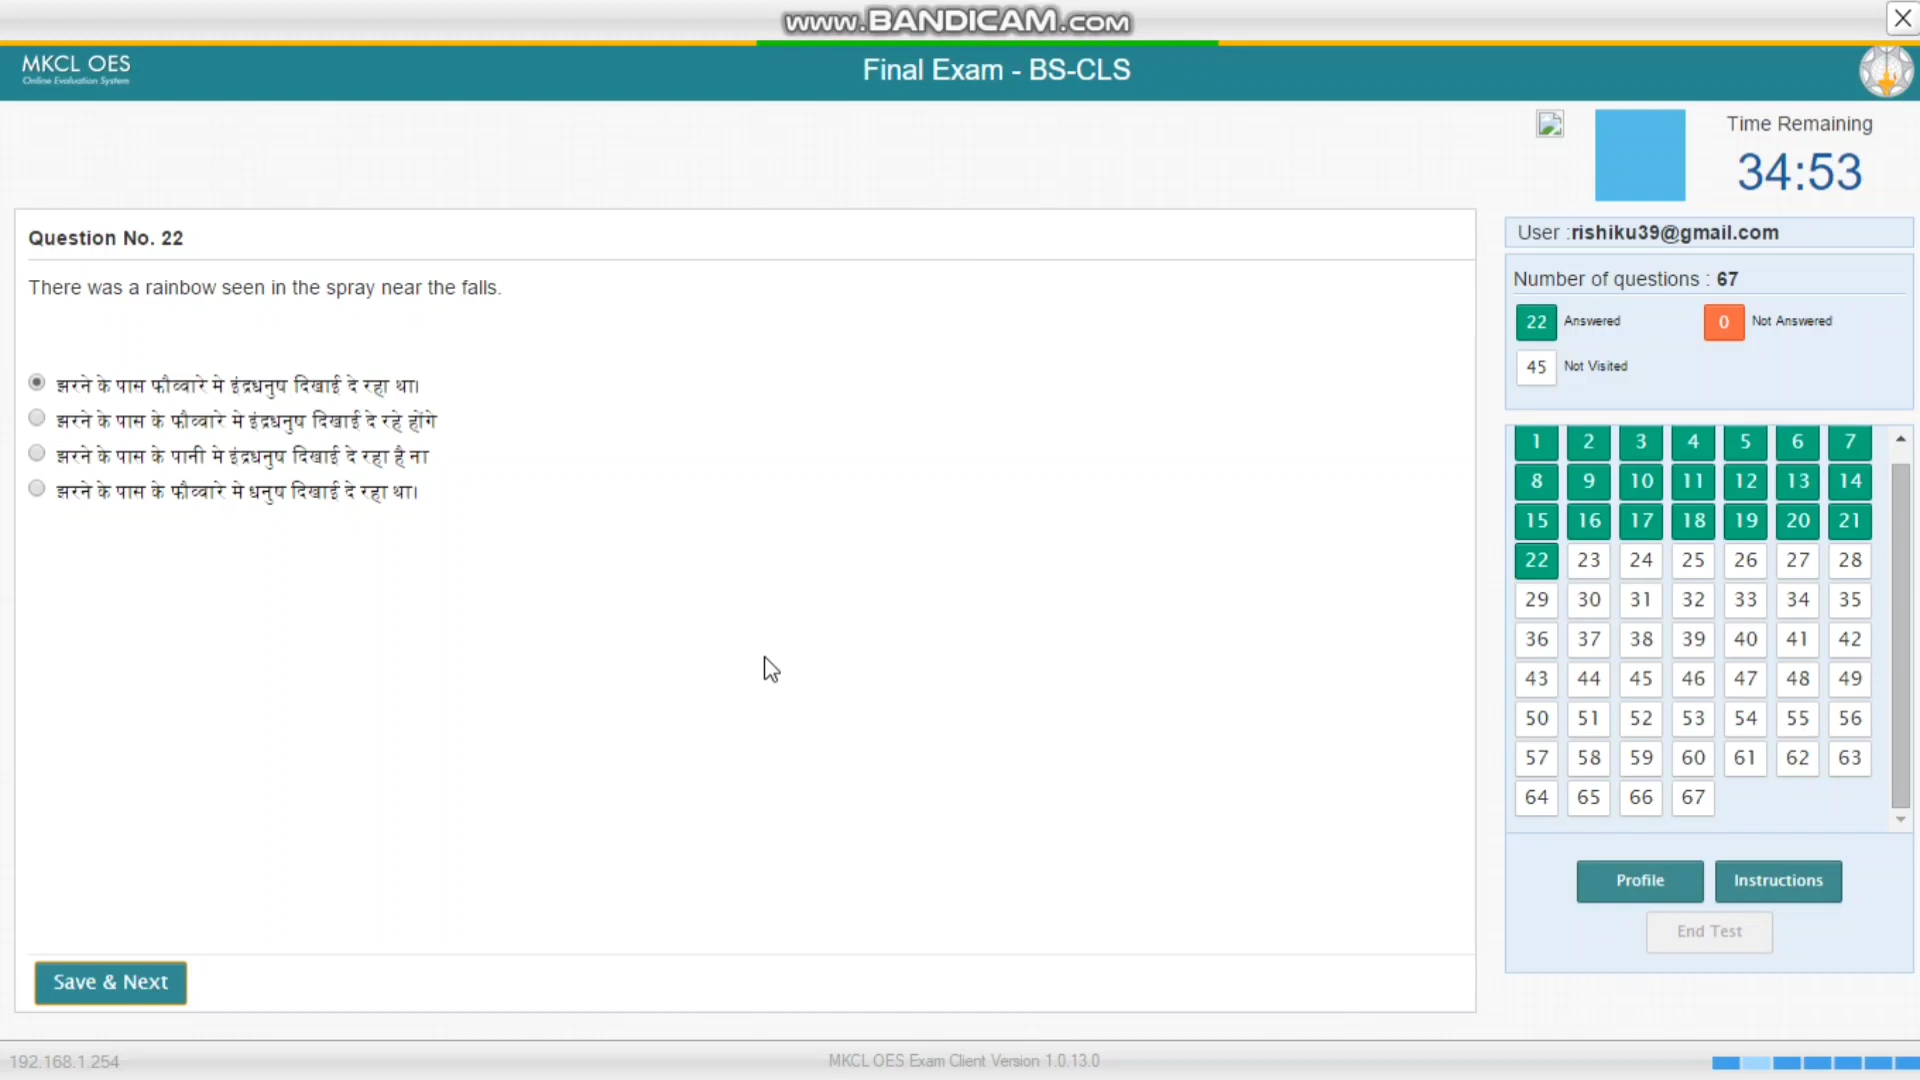 www.BANDICAM.com
MKCL OES
Online Evaluation System
Final Exam - BS-CLS
Time Remaining
34:53
User :rishiku39@gmail.com
Number of questions : 67
22 Answered
0 Not Answered
45 Not Visited
Question No. 22
There was a rainbow seen in the spray near the falls.
झरने के पास फौव्वारे मे इंद्रधनुष दिखाई दे रहा था।
झरने के पास के फौव्वारे मे इंद्रधनुष दिखाई दे रहे होंगे
झरने के पास के पानी मे इंद्रधनुष दिखाई दे रहा है ना
झरने के पास के फौव्वारे मे धनुष दिखाई दे रहा था।
Save & Next
1 2 3 4 5 6 7
8 9 10 11 12 13 14
15 16 17 18 19 20 21
22 23 24 25 26 27 28
29 30 31 32 33 34 35
36 37 38 39 40 41 42
43 44 45 46 47 48 49
50 51 52 53 54 55 56
57 58 59 60 61 62 63
64 65 66 67
Profile
Instructions
End Test
192.168.1.254
MKCL OES Exam Client Version 1.0.13.0